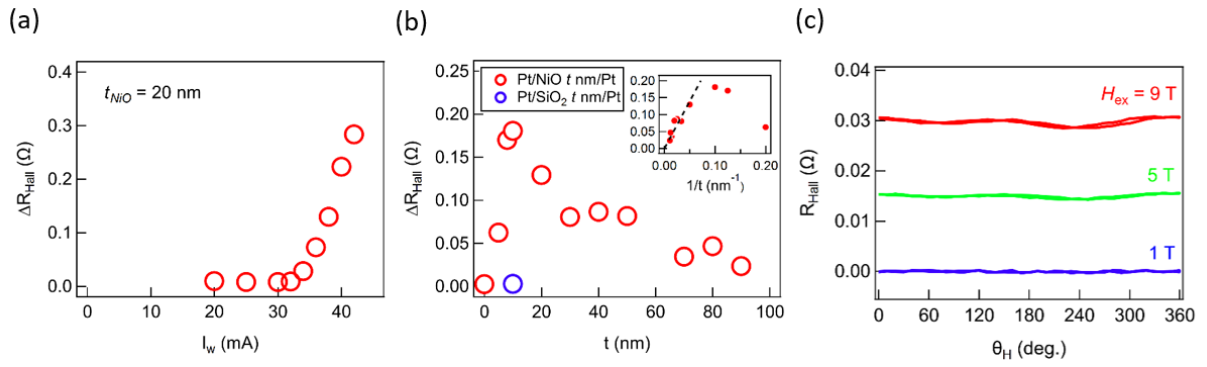 (a)
(b)
(c)
0.4
0.3
0.2
0.1
0.0
ΔR_Hall (Ω)
t_NiO = 20 nm
0
10
20
30
40
I_w (mA)
0.25
0.20
0.15
0.10
0.05
0.00
ΔR_Hall (Ω)
Pt/NiO t nm/Pt
Pt/SiO₂ t nm/Pt
0.20
0.15
0.10
0.05
0.00
0.00
0.10
0.20
1/t (nm⁻¹)
0
20
40
60
80
100
t (nm)
0.04
0.03
0.02
0.01
0.00
R_Hall (Ω)
H_ex = 9 T
5 T
1 T
0
60
120
180
240
300
360
θ_H (deg.)